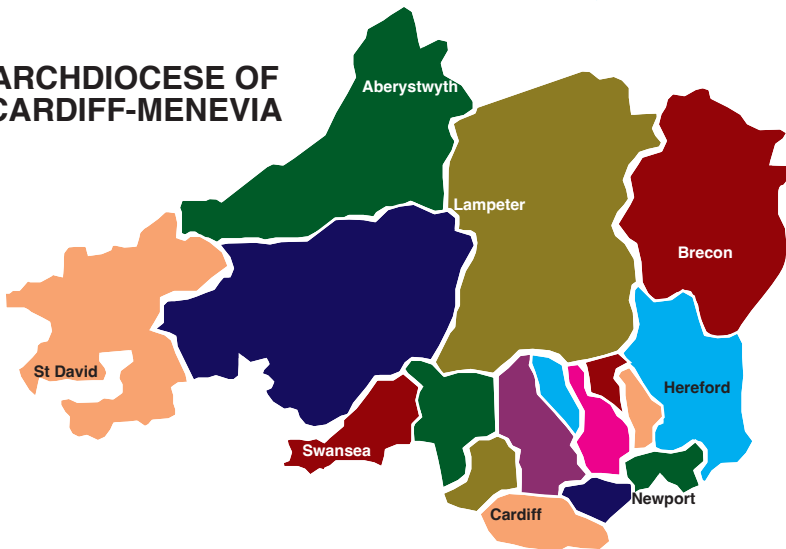 ARCHDIOCESE OF
CARDIFF-MENEVIA
Aberystwyth
Lampeter
Brecon
St David
Hereford
Swansea
Newport
Cardiff